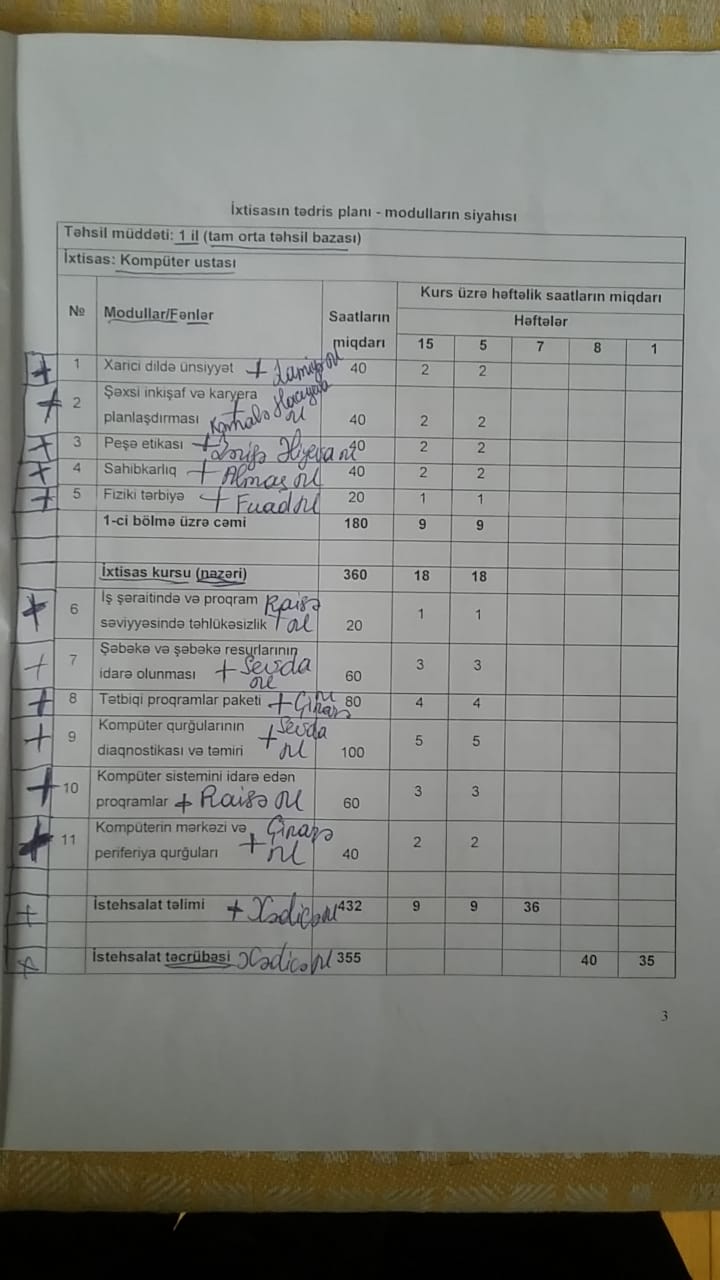 İxtisasın tədris planı - modulların siyahısı
Təhsil müddəti: 1 il (tam orta təhsil bazası)
İxtisas: Kompüter ustası
№ Modullar/Fənlər Saatların miqdarı Kurs üzrə həftəlik saatların miqdarı
Həftələr
15 5 7 8 1
+ 1 Xarici dildə ünsiyyət + 40 2 2
+ 2 Şəxsi inkişaf və karyera
planlaşdırması + Kəmalə Hacıyeva m 40 2 2
+ 3 Peşə etikası + Əliyeva m 40 2 2
+ 4 Sahibkarlıq + Almaz m 40 2 2
+ 5 Fiziki tərbiyə + Fuad m 20 1 1
1-ci bölmə üzrə cəmi 180 9 9
İxtisas kursu (nəzəri) 360 18 18
+ 6 İş şəraitində və proqram Raisə
səviyyəsində təhlükəsizlik + m 20 1 1
+ 7 Şəbəkə və şəbəkə resurlarının
idarə olunması + Sevda m 60 3 3
+ 8 Tətbiqi proqramlar paketi + Çinarə m 80 4 4
+ 9 Kompüter qurğularının Sevda
diaqnostikası və təmiri + m 100 5 5
+ 10 Kompüter sistemini idarə edən
proqramlar + Raisə m 60 3 3
+ 11 Kompüterin mərkəzi və Çinarə
periferiya qurğuları + m 40 2 2
+ İstehsalat təlimi + Xədicə m 432 9 9 36
+ İstehsalat təcrübəsi Xədicə m 355 40 35
3